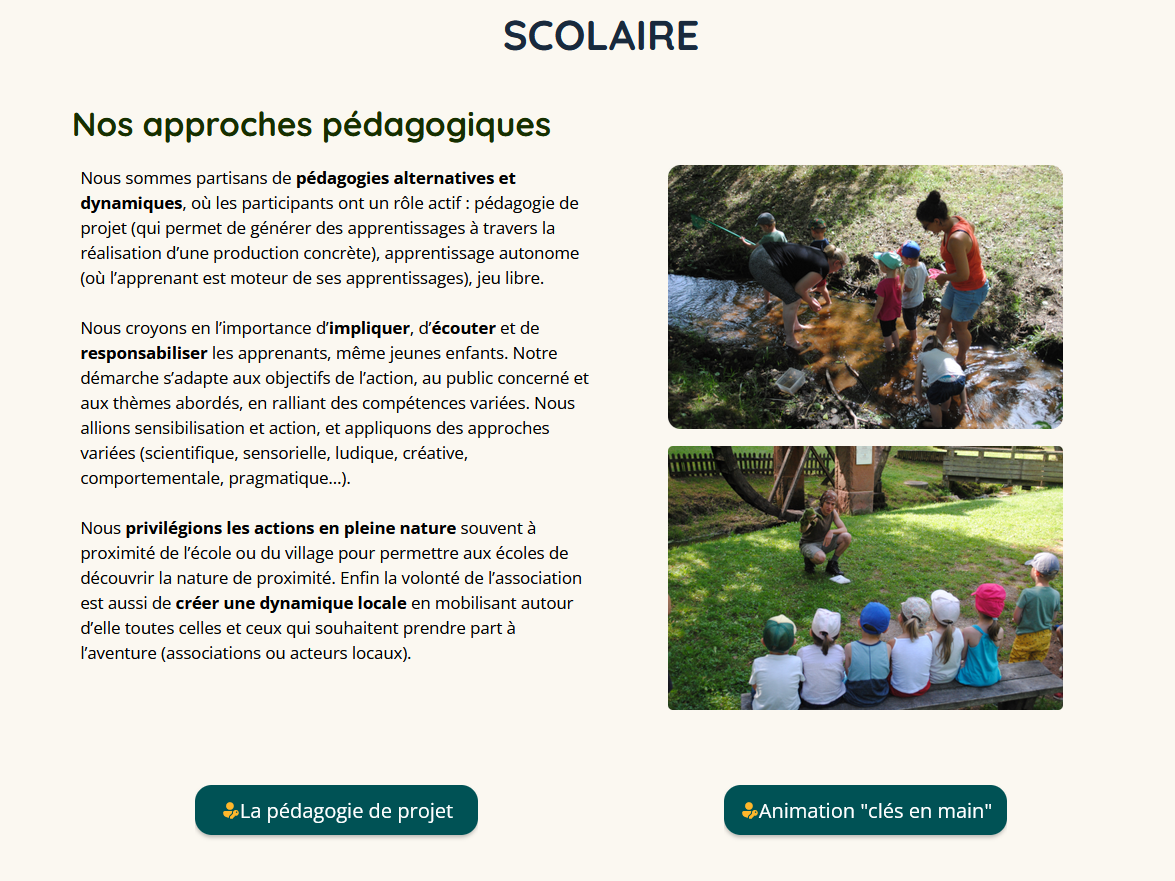 SCOLAIRE
Nos approches pédagogiques
Nous sommes partisans de pédagogies alternatives et
dynamiques, où les participants ont un rôle actif : pédagogie de
projet (qui permet de générer des apprentissages à travers la
réalisation d’une production concrète), apprentissage autonome
(où l’apprenant est moteur de ses apprentissages), jeu libre.
Nous croyons en l’importance d’impliquer, d’écouter et de
responsabiliser les apprenants, même jeunes enfants. Notre
démarche s’adapte aux objectifs de l’action, au public concerné et
aux thèmes abordés, en ralliant des compétences variées. Nous
allions sensibilisation et action, et appliquons des approches
variées (scientifique, sensorielle, ludique, créative,
comportementale, pragmatique…).
Nous privilégions les actions en pleine nature souvent à
proximité de l’école ou du village pour permettre aux écoles de
découvrir la nature de proximité. Enfin la volonté de l’association
est aussi de créer une dynamique locale en mobilisant autour
d’elle toutes celles et ceux qui souhaitent prendre part à
l’aventure (associations ou acteurs locaux).
La pédagogie de projet
Animation "clés en main"